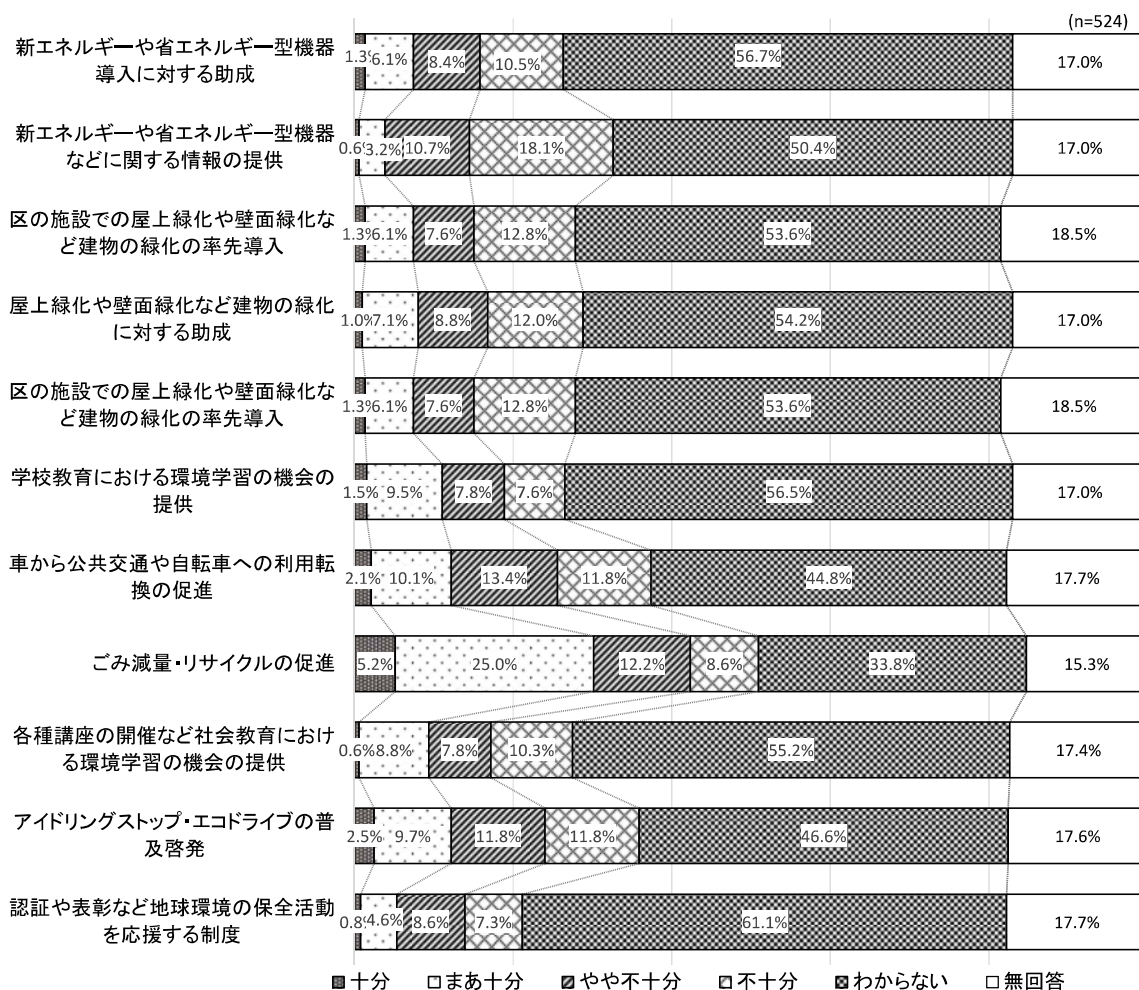 (n=524)
新エネルギーや省エネルギー型機器
導入に対する助成
1.3% 6.1% 8.4% 10.5% 56.7% 17.0%
新エネルギーや省エネルギー型機器
などに関する情報の提供
0.6% 3.2% 10.7% 18.1% 50.4% 17.0%
区の施設での屋上緑化や壁面緑化な
ど建物の緑化の率先導入
1.3% 6.1% 7.6% 12.8% 53.6% 18.5%
屋上緑化や壁面緑化など建物の緑化
に対する助成
1.0% 7.1% 8.8% 12.0% 54.2% 17.0%
区の施設での屋上緑化や壁面緑化な
ど建物の緑化の率先導入
1.3% 6.1% 7.6% 12.8% 53.6% 18.5%
学校教育における環境学習の機会の
提供
1.5% 9.5% 7.8% 7.6% 56.5% 17.0%
車から公共交通や自転車への利用転
換の促進
2.1% 10.1% 13.4% 11.8% 44.8% 17.7%
ごみ減量・リサイクルの促進
5.2% 25.0% 12.2% 8.6% 33.8% 15.3%
各種講座の開催など社会教育におけ
る環境学習の機会の提供
0.6% 8.8% 7.8% 10.3% 55.2% 17.4%
アイドリングストップ・エコドライブの普
及啓発
2.5% 9.7% 11.8% 11.8% 46.6% 17.6%
認証や表彰など地球環境の保全活動
を応援する制度
0.8% 4.6% 8.6% 7.3% 61.1% 17.7%
十分 まあ十分 やや不十分 不十分 わからない 無回答